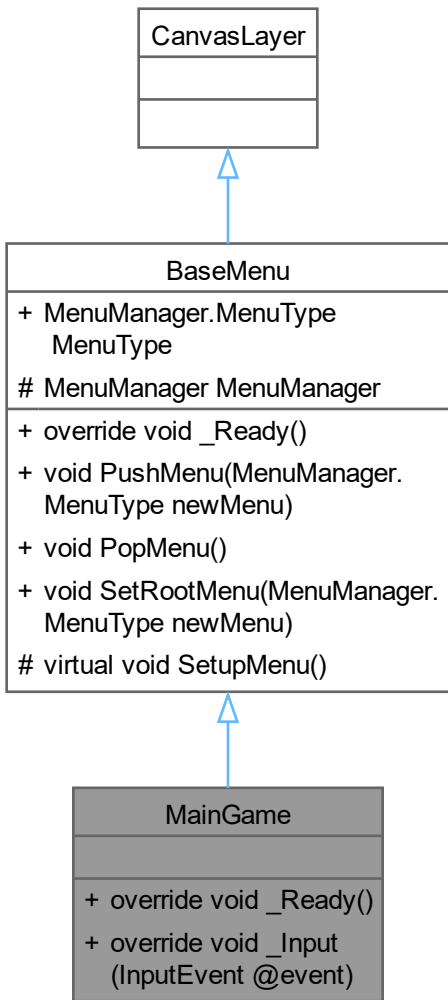 CanvasLayer
BaseMenu
+ MenuManager.MenuType
MenuType
# MenuManager MenuManager
+ override void _Ready()
+ void PushMenu(MenuManager.
MenuType newMenu)
+ void PopMenu()
+ void SetRootMenu(MenuManager.
MenuType newMenu)
# virtual void SetupMenu()
MainGame
+ override void _Ready()
+ override void _Input
(InputEvent @event)